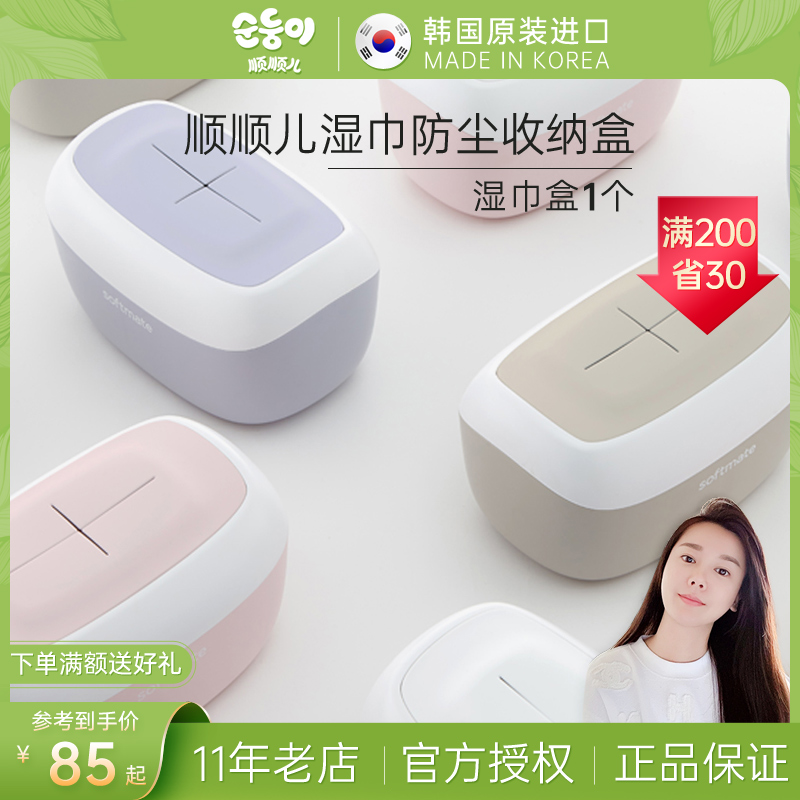 순둥이
顺顺儿
韩国原装进口
MADE IN KOREA
顺顺儿湿巾防尘收纳盒
湿巾盒1个
满200
省30
softmate
softmate
softmate
softmate
下单满额送好礼
参考到手价
¥85起
11年老店 官方授权 正品保证